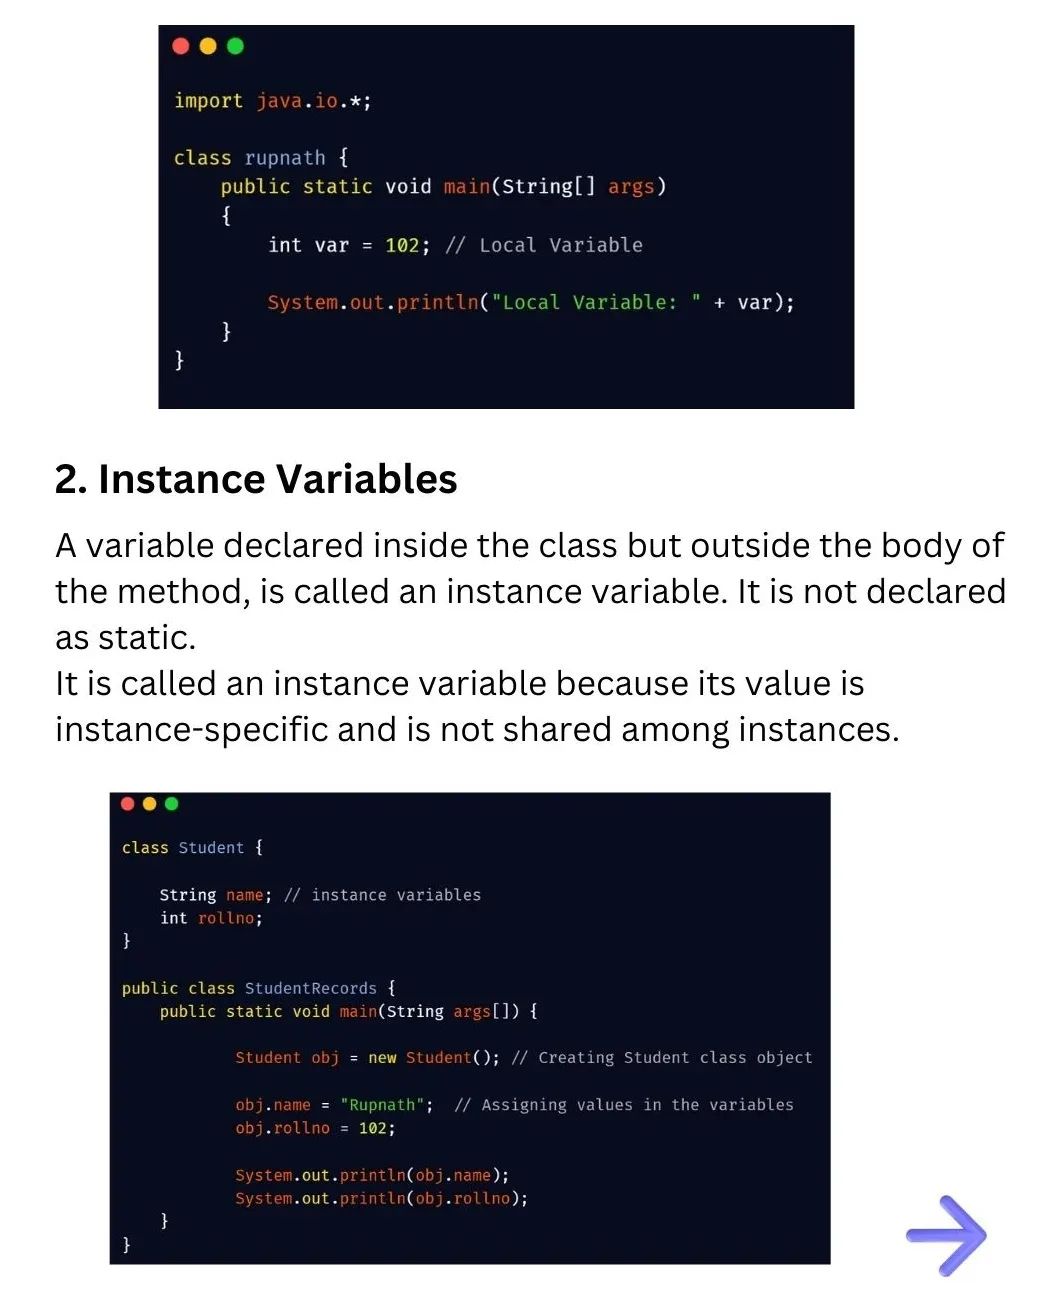 import java.io.*;
class rupnath {
public static void main(String[] args)
{
int var = 102; // Local Variable
System.out.println("Local Variable: " + var);
}
}
2. Instance Variables
A variable declared inside the class but outside the body of
the method, is called an instance variable. It is not declared
as static.
It is called an instance variable because its value is
instance-specific and is not shared among instances.
class Student {
String name; // instance variables
int rollno;
}
public class StudentRecords {
public static void main(String args[]) {
Student obj = new Student(); // Creating Student class object
obj.name = "Rupnath"; // Assigning values in the variables
obj.rollno = 102;
System.out.println(obj.name);
System.out.println(obj.rollno);
}
}